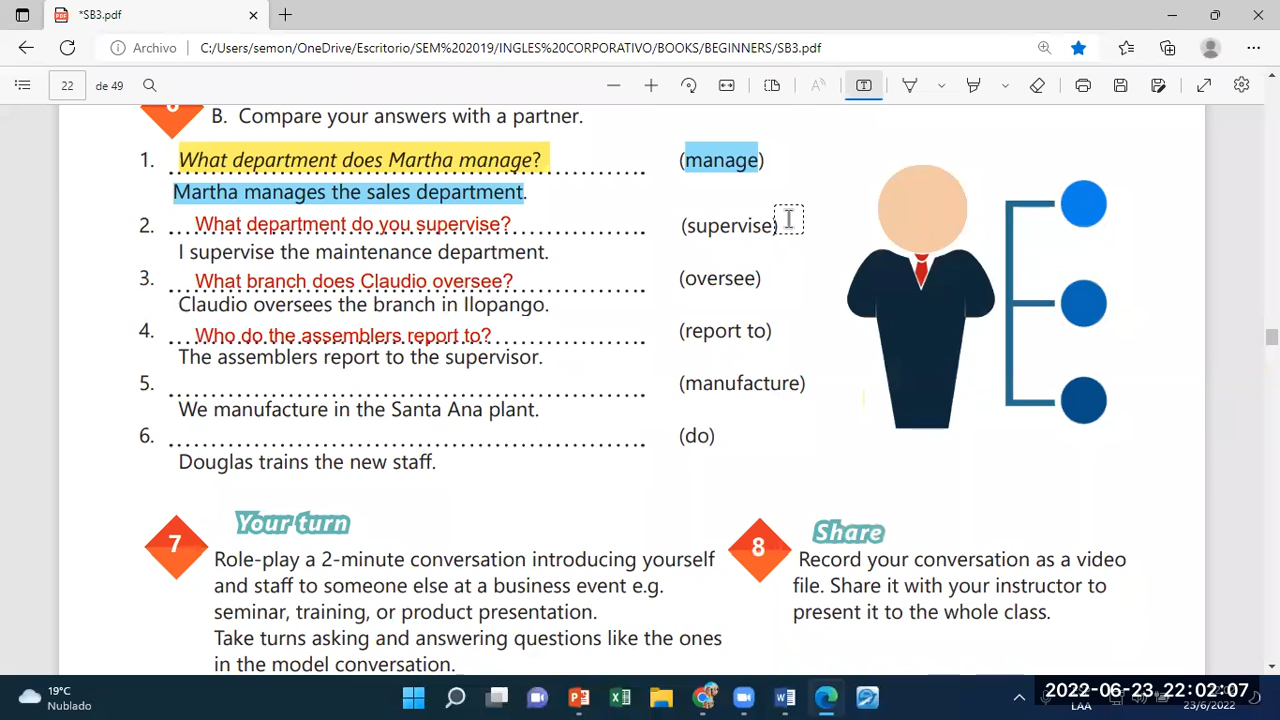 *SB3.pdf
Archivo
C:/Users/semon/OneDrive/Escritorio/SEM%202019/INGLES%20CORPORATIVO/BOOKS/BEGINNERS/SB3.pdf
22 de 49
B. Compare your answers with a partner.
1. What department does Martha manage? (manage)
Martha manages the sales department.
2. What department do you supervise? (supervise)
I supervise the maintenance department.
3. What branch does Claudio oversee? (oversee)
Claudio oversees the branch in Ilopango.
4. Who do the assemblers report to? (report to)
The assemblers report to the supervisor.
5. (manufacture)
We manufacture in the Santa Ana plant.
6. (do)
Douglas trains the new staff.
7 Your turn
Role-play a 2-minute conversation introducing yourself
and staff to someone else at a business event e.g.
seminar, training, or product presentation.
Take turns asking and answering questions like the ones
in the model conversation.
8 Share
Record your conversation as a video
file. Share it with your instructor to
present it to the whole class.
19°C
Nublado
2022-06-23 22:02:07
LAA
23/6/2022